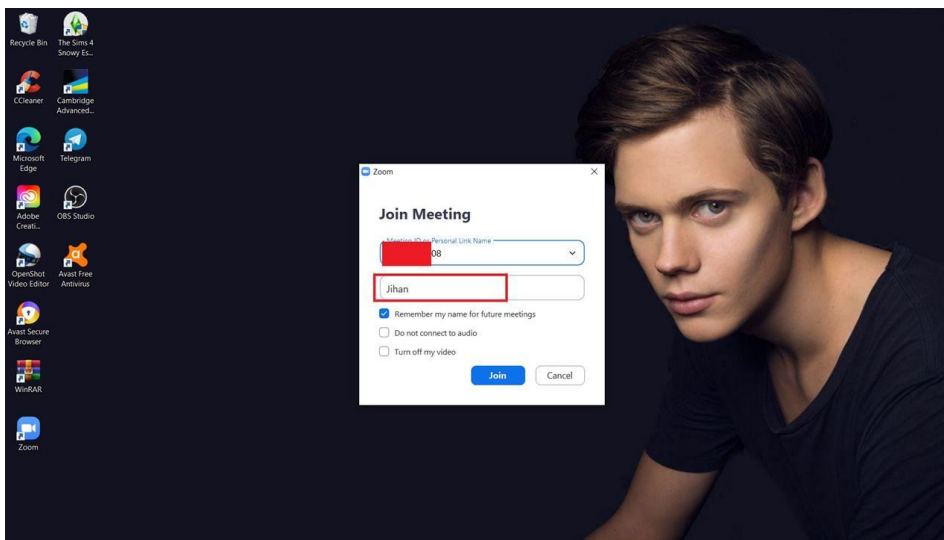 Recycle Bin
The Sims 4
Snowy Es...
CCleaner
Cambridge
Advanced...
Microsoft
Edge
Telegram
Adobe
Creati...
OBS Studio
OpenShot
Video Editor
Avast Free
Antivirus
Avast Secure
Browser
WinRAR
Zoom
Zoom
Join Meeting
Meeting ID or Personal Link Name
08
Jihan
Remember my name for future meetings
Do not connect to audio
Turn off my video
Join
Cancel